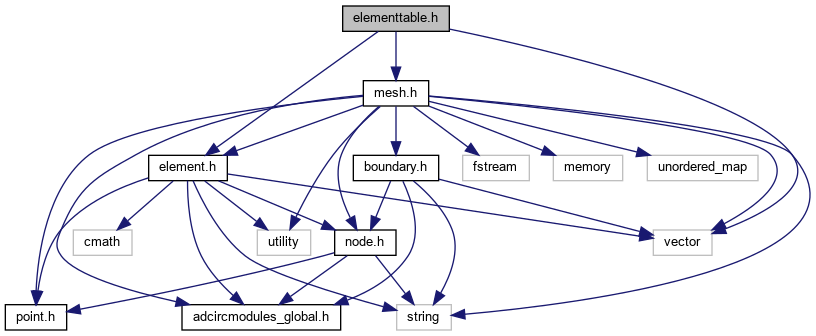 elementtable.h
mesh.h
element.h
boundary.h
fstream
memory
unordered_map
cmath
utility
node.h
vector
point.h
adcircmodules_global.h
string